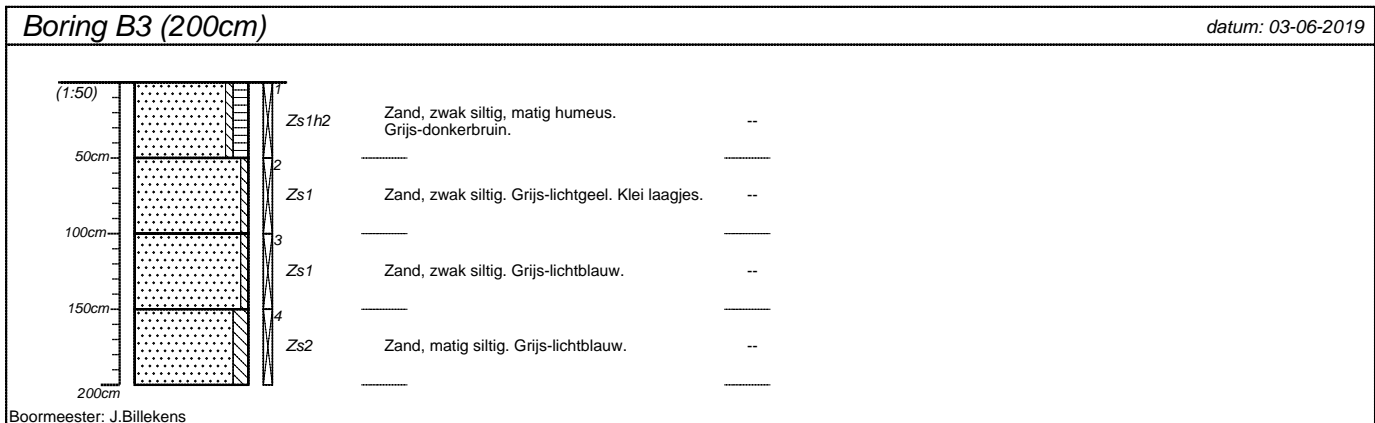 Boring B3 (200cm)
datum: 03-06-2019
(1:50)
1
Zs1h2
Zand, zwak siltig, matig humeus.
Grijs-donkerbruin.
--
50cm
2
Zs1
Zand, zwak siltig. Grijs-lichtgeel. Klei laagjes.
--
100cm
3
Zs1
Zand, zwak siltig. Grijs-lichtblauw.
--
150cm
4
Zs2
Zand, matig siltig. Grijs-lichtblauw.
--
200cm
Boormeester: J.Billekens